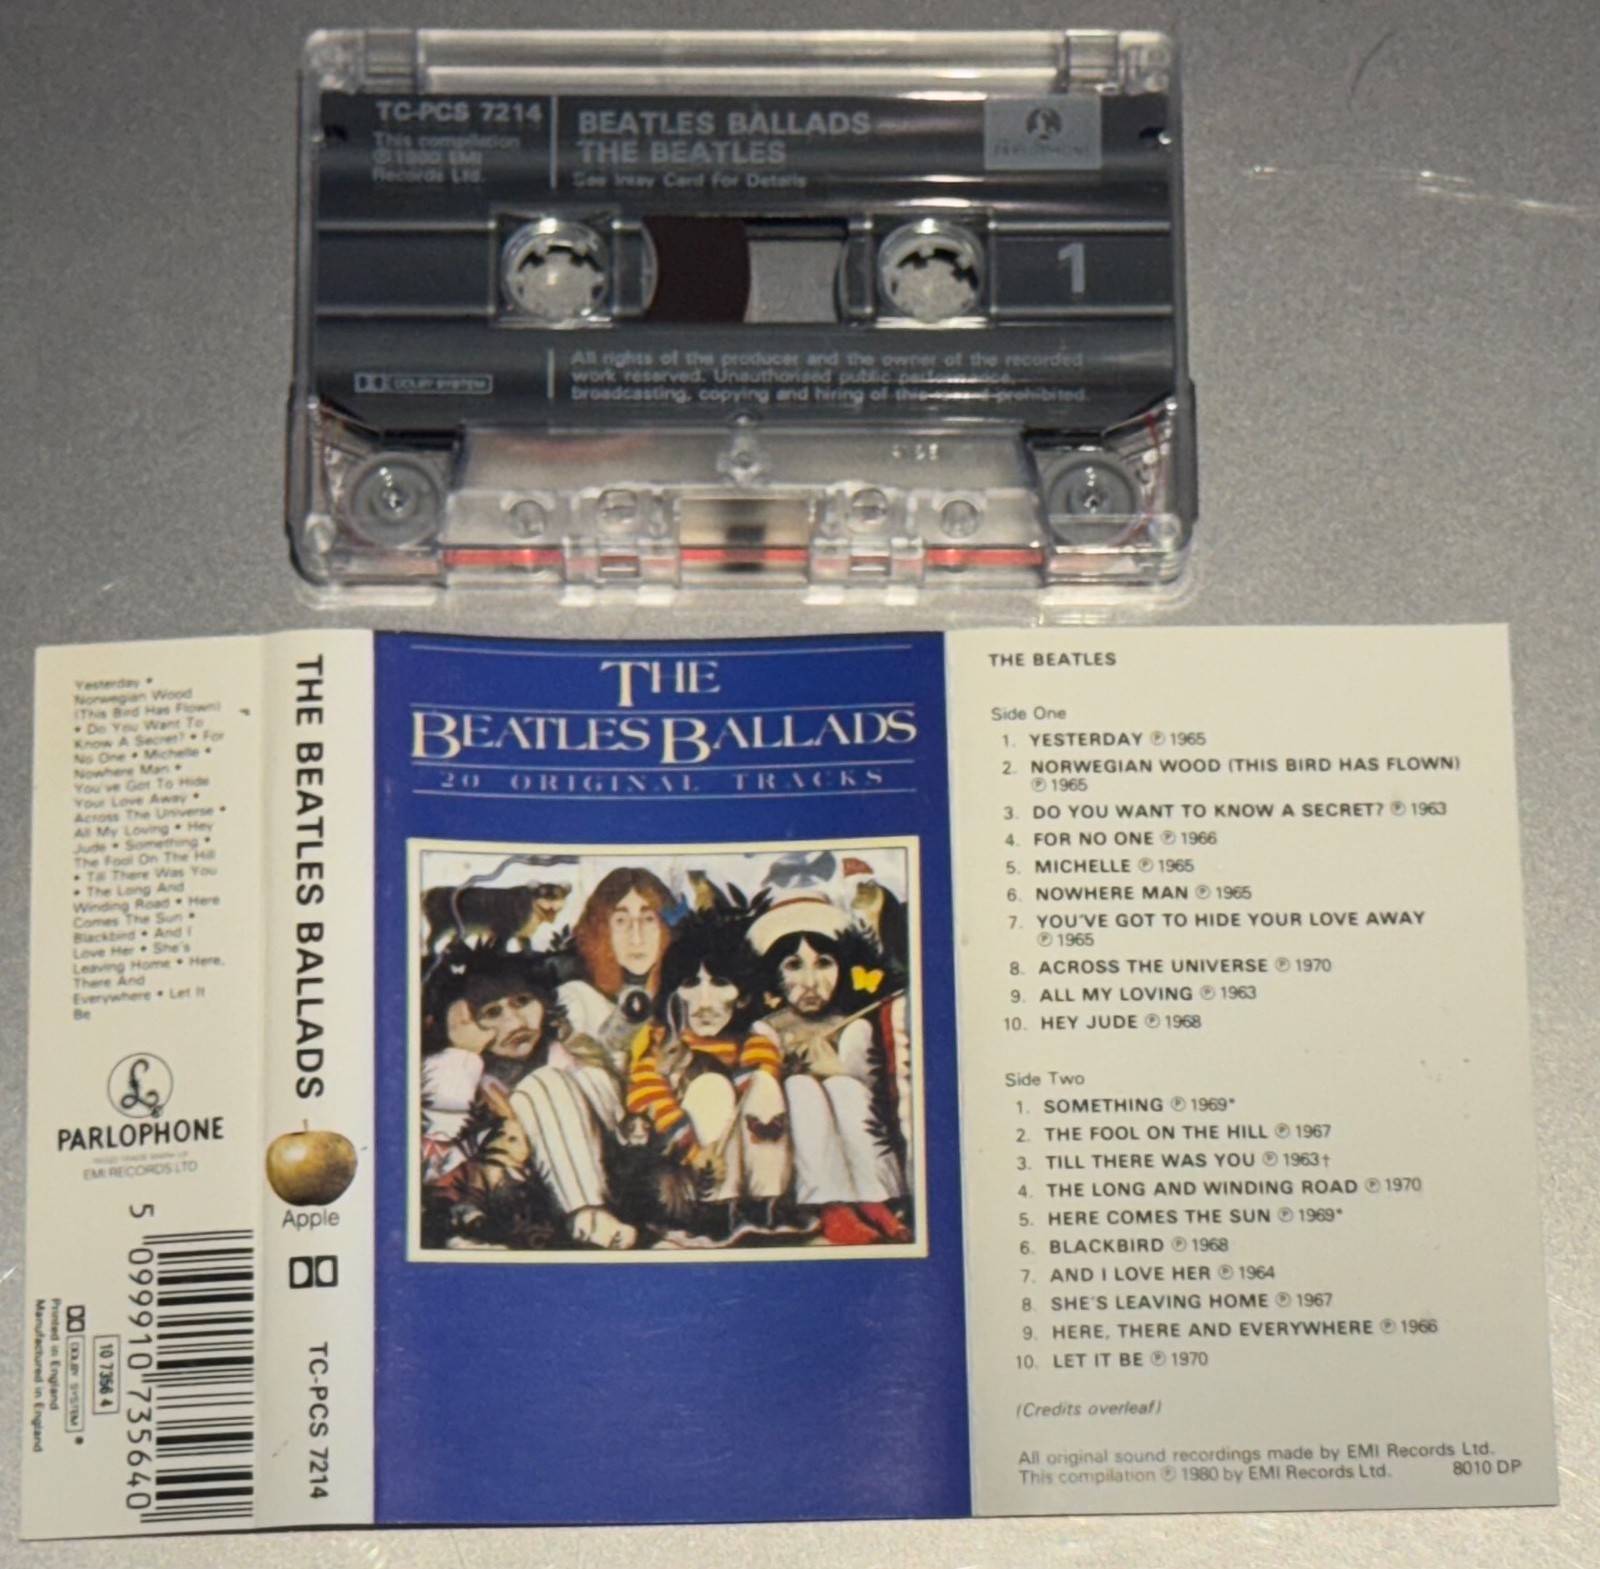 TC-PCS 7214
This compilation
℗1980 EMI
Records Ltd.
BEATLES BALLADS
THE BEATLES
See Inlay Card For Details
PARLOPHONE
1
DOLBY SYSTEM
All rights of the producer and the owner of the recorded
work reserved. Unauthorised public performance,
broadcasting, copying and hiring of this record prohibited.
Yesterday •
Norwegian Wood
(This Bird Has Flown)
• Do You Want To
Know A Secret? • For
No One • Michelle •
Nowhere Man •
You've Got To Hide
Your Love Away •
Across The Universe •
All My Loving • Hey
Jude • Something •
The Fool On The Hill
• Till There Was You
• The Long And
Winding Road • Here
Comes The Sun •
Blackbird • And I
Love Her • She's
Leaving Home • Here,
There And
Everywhere • Let It
Be
PARLOPHONE
EMI RECORDS LTD
5 099910 735640
10 7356 4
DOLBY SYSTEM
Printed in England
Manufactured in England
THE BEATLES BALLADS
Apple
TC-PCS 7214
THE
BEATLES BALLADS
20 ORIGINAL TRACKS
THE BEATLES
Side One
1. YESTERDAY ℗ 1965
2. NORWEGIAN WOOD (THIS BIRD HAS FLOWN)
℗ 1965
3. DO YOU WANT TO KNOW A SECRET? ℗ 1963
4. FOR NO ONE ℗ 1966
5. MICHELLE ℗ 1965
6. NOWHERE MAN ℗ 1965
7. YOU'VE GOT TO HIDE YOUR LOVE AWAY
℗ 1965
8. ACROSS THE UNIVERSE ℗ 1970
9. ALL MY LOVING ℗ 1963
10. HEY JUDE ℗ 1968
Side Two
1. SOMETHING ℗ 1969*
2. THE FOOL ON THE HILL ℗ 1967
3. TILL THERE WAS YOU ℗ 1963†
4. THE LONG AND WINDING ROAD ℗ 1970
5. HERE COMES THE SUN ℗ 1969*
6. BLACKBIRD ℗ 1968
7. AND I LOVE HER ℗ 1964
8. SHE'S LEAVING HOME ℗ 1967
9. HERE, THERE AND EVERYWHERE ℗ 1966
10. LET IT BE ℗ 1970
(Credits overleaf)
All original sound recordings made by EMI Records Ltd.
This compilation ℗ 1980 by EMI Records Ltd. 8010 DP